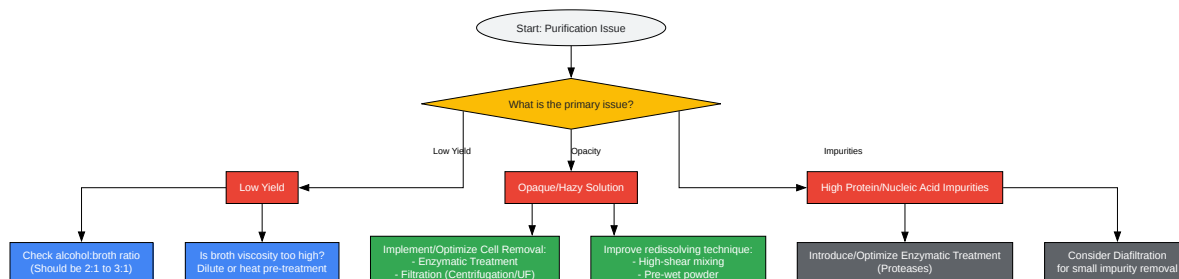 Start: Purification Issue
What is the primary issue?
Low Yield
Opacity
Impurities
Low Yield
Opaque/Hazy Solution
High Protein/Nucleic Acid Impurities
Check alcohol:broth ratio
(Should be 2:1 to 3:1)
Is broth viscosity too high?
Dilute or heat pre-treatment
Implement/Optimize Cell Removal:
- Enzymatic Treatment
- Filtration (Centrifugation/UF)
Improve redissolving technique:
- High-shear mixing
- Pre-wet powder
Introduce/Optimize Enzymatic Treatment
(Proteases)
Consider Diafiltration
for small impurity removal